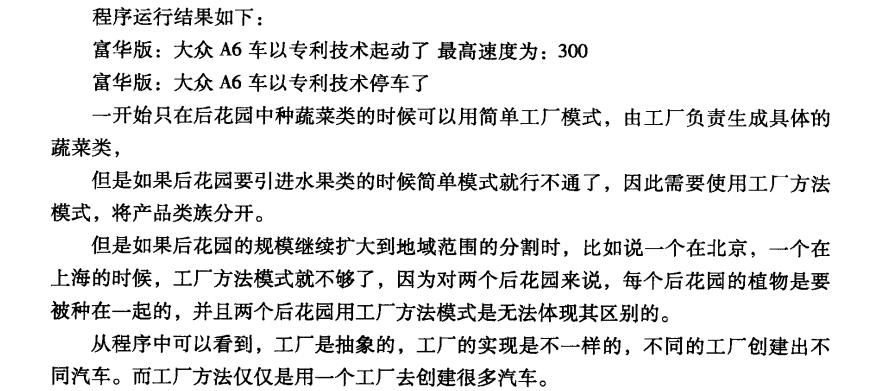 程序运行结果如下：
富华版：大众 A6 车以专利技术起动了 最高速度为：300
富华版：大众 A6 车以专利技术停车了
一开始只在后花园中种蔬菜类的时候可以用简单工厂模式，由工厂负责生成具体的
蔬菜类，
但是如果后花园要引进水果类的时候简单模式就行不通了，因此需要使用工厂方法
模式，将产品类族分开。
但是如果后花园的规模继续扩大到地域范围的分割时，比如说一个在北京，一个在
上海的时候，工厂方法模式就不够了，因为对两个后花园来说，每个后花园的植物是要
被种在一起的，并且两个后花园用工厂方法模式是无法体现其区别的。
从程序中可以看到，工厂是抽象的，工厂的实现是不一样的，不同的工厂创建出不
同汽车。而工厂方法仅仅是用一个工厂去创建很多汽车。